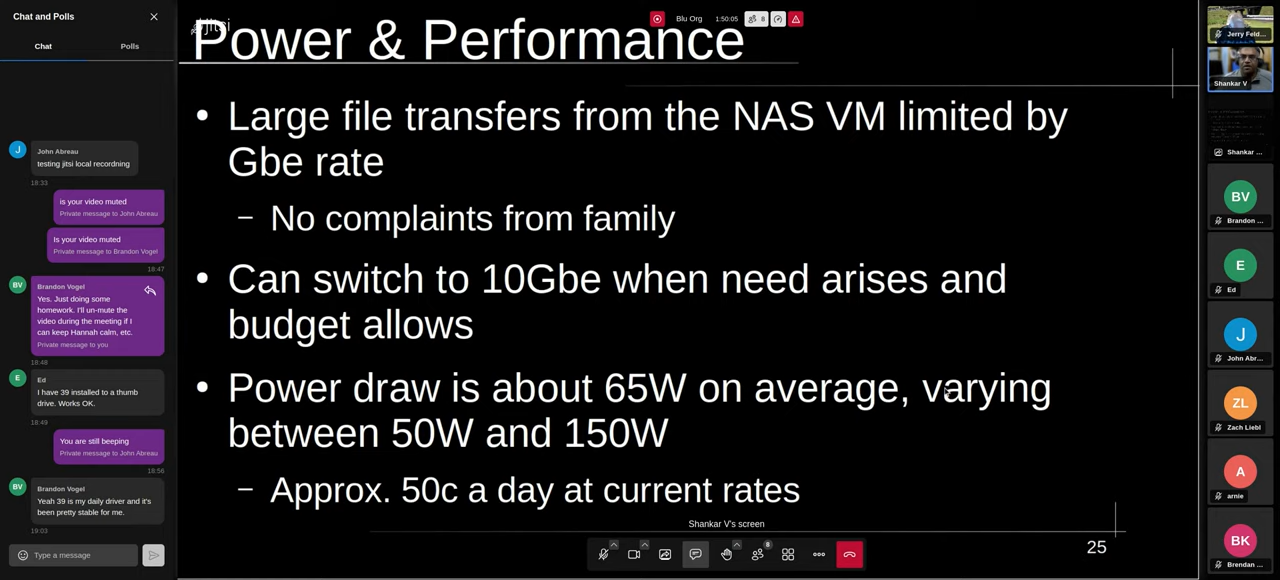 Chat and Polls
Chat
Polls
John Abreau
testing jitsi local recordning
18:33
is your video muted
Private message to John Abreau
Is your video muted
Private message to Brandon Vogel
18:47
BV
Brandon Vogel
Yes. Just doing some
homework. I'll un-mute the
video during the meeting if I
can keep Hannah calm, etc.
Private message to you
18:48
E
Ed
I have 39 installed to a thumb
drive. Works OK.
18:49
You are still beeping
Private message to John Abreau
18:56
BV
Brandon Vogel
Yeah 39 is my daily driver and it's
been pretty stable for me.
19:03
Type a message
J
Jitsi
Blu Org
1:50:05
8
Power & Performance
• Large file transfers from the NAS VM limited by
Gbe rate
– No complaints from family
• Can switch to 10Gbe when need arises and
budget allows
• Power draw is about 65W on average, varying
between 50W and 150W
– Approx. 50c a day at current rates
Shankar V's screen
25
8
Jerry Feld...
Shankar V
Shankar ...
BV
Brandon ...
E
Ed
J
John Abr...
ZL
Zach Liebl
A
arnie
BK
Brendan ...